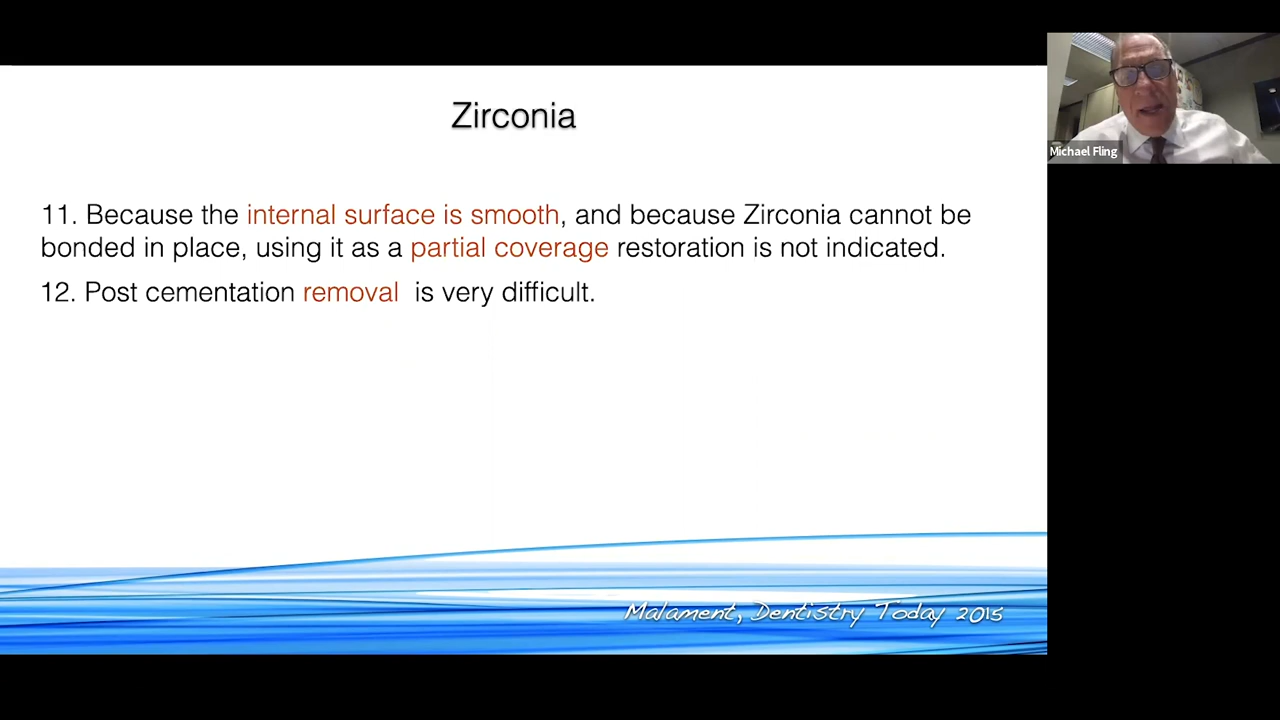 Zirconia
Michael Fling
11. Because the internal surface is smooth, and because Zirconia cannot be
bonded in place, using it as a partial coverage restoration is not indicated.
12. Post cementation removal is very difficult.
Malament, Dentistry Today 2015